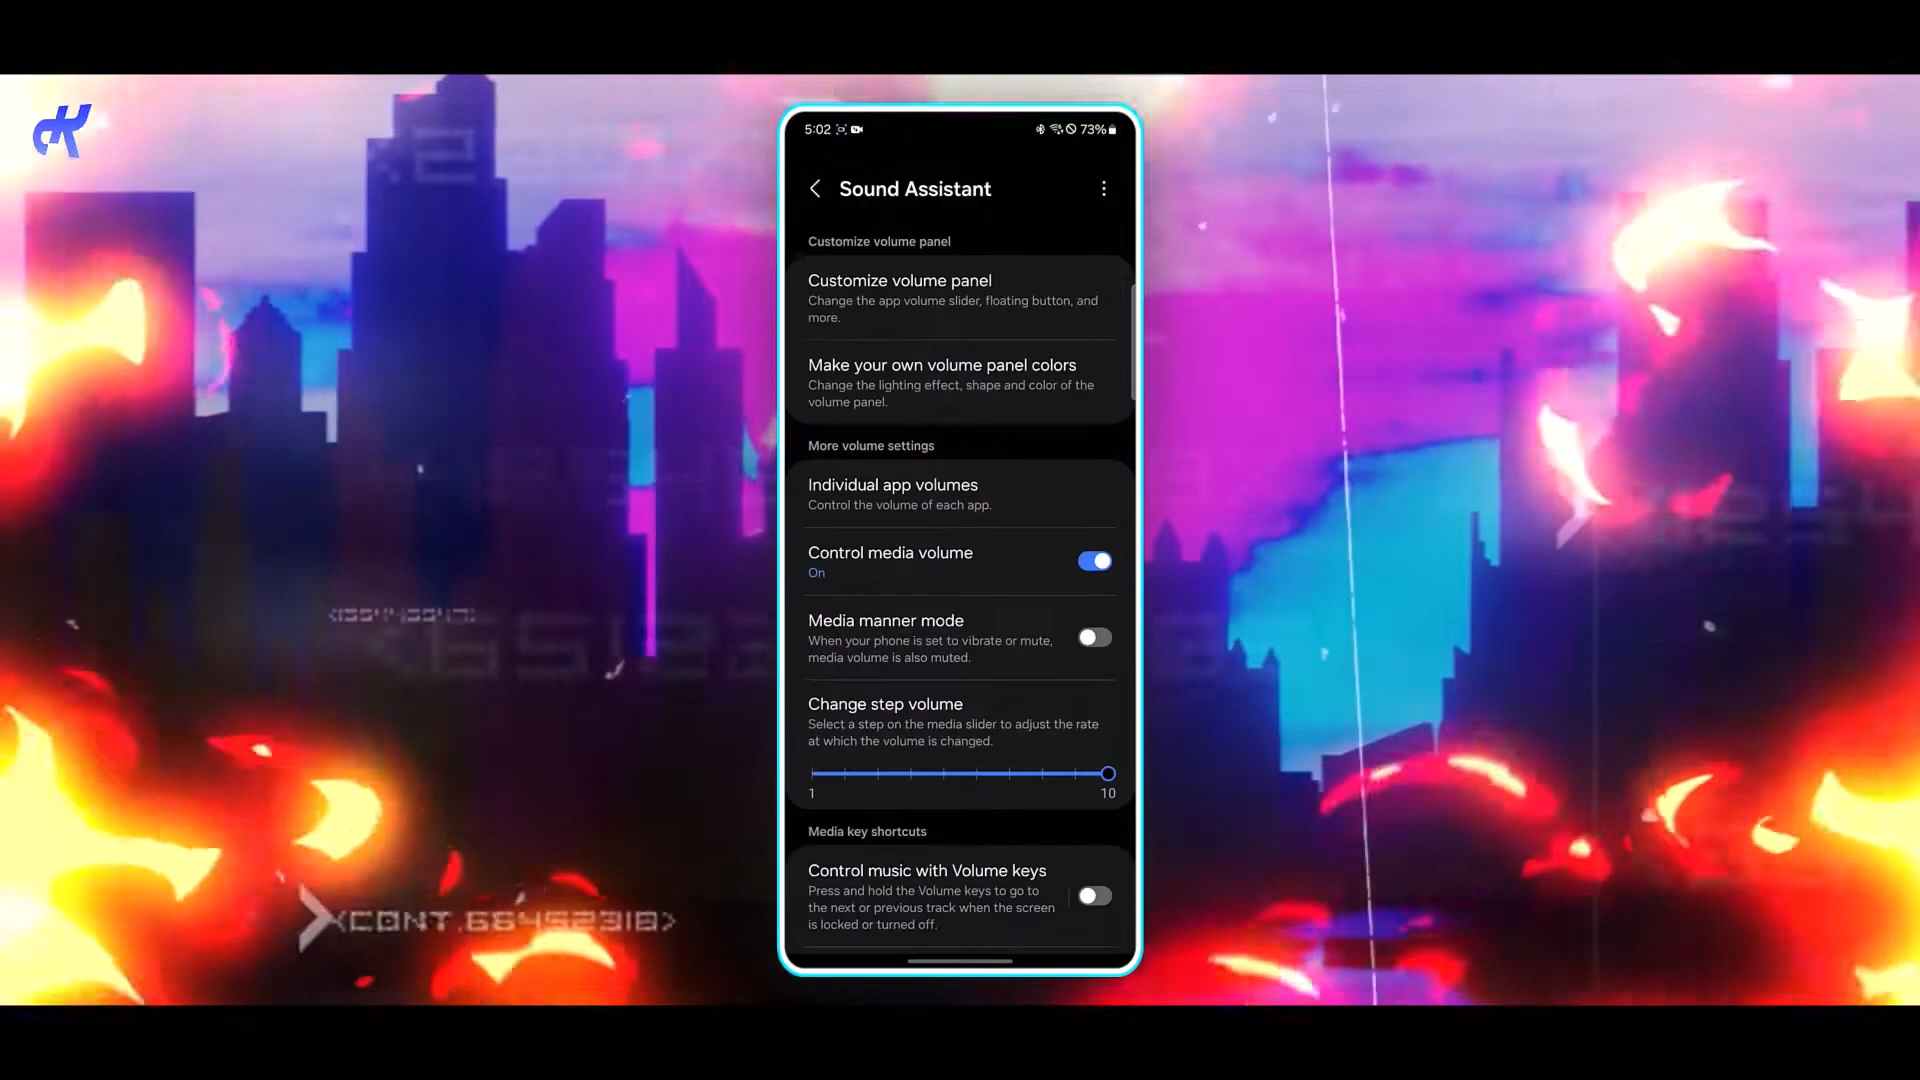 5:02
73%
Sound Assistant
Customize volume panel
Customize volume panel
Change the app volume slider, floating button, and
more.
Make your own volume panel colors
Change the lighting effect, shape and color of the
volume panel.
More volume settings
Individual app volumes
Control the volume of each app.
Control media volume
On
Media manner mode
When your phone is set to vibrate or mute,
media volume is also muted.
Change step volume
Select a step on the media slider to adjust the rate
at which the volume is changed.
1 10
Media key shortcuts
Control music with Volume keys
Press and hold the Volume keys to go to
the next or previous track when the screen
is locked or turned off.